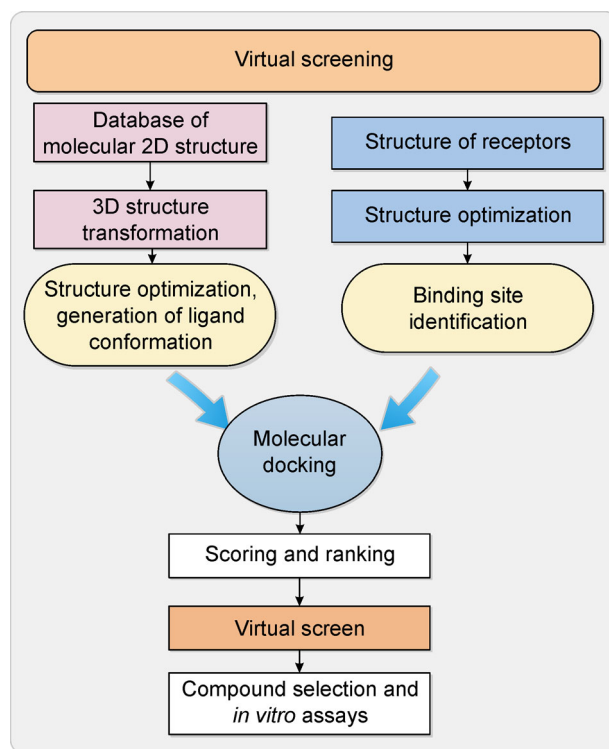 Virtual screening
Database of
molecular 2D structure
3D structure
transformation
Structure optimization,
generation of ligand
conformation
Structure of receptors
Structure optimization
Binding site
identification
Molecular
docking
Scoring and ranking
Virtual screen
Compound selection and
in vitro assays